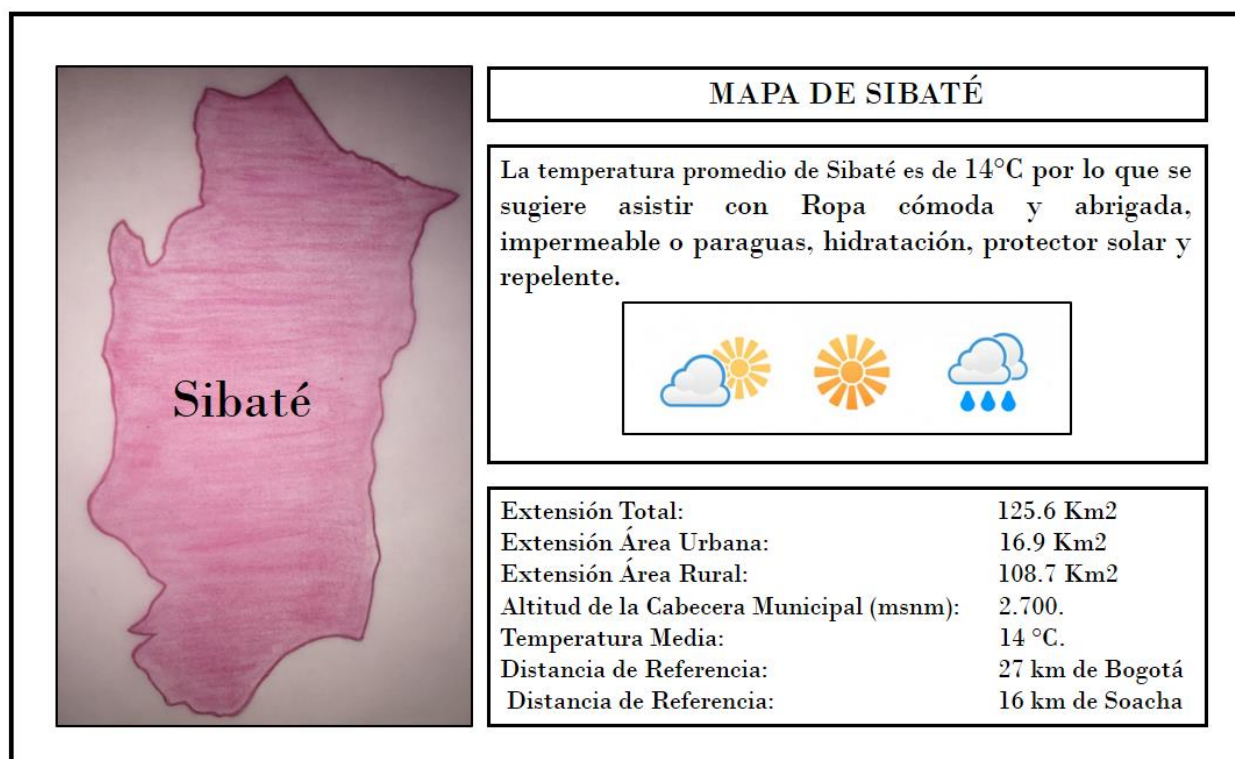 Sibaté
MAPA DE SIBATÉ
La temperatura promedio de Sibaté es de 14°C por lo que se
sugiere asistir con Ropa cómoda y abrigada,
impermeable o paraguas, hidratación, protector solar y
repelente.
Extensión Total: 125.6 Km2
Extensión Área Urbana: 16.9 Km2
Extensión Área Rural: 108.7 Km2
Altitud de la Cabecera Municipal (msnm): 2.700.
Temperatura Media: 14 °C.
Distancia de Referencia: 27 km de Bogotá
Distancia de Referencia: 16 km de Soacha